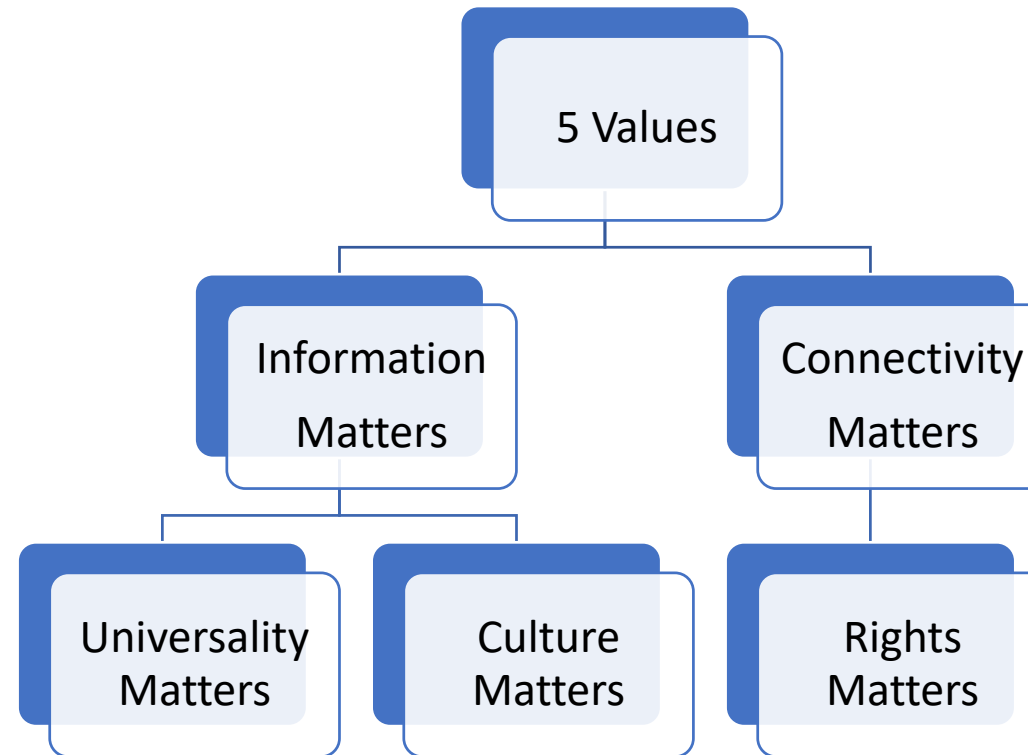 5 Values
Information
Matters
Connectivity
Matters
Universality
Matters
Culture
Matters
Rights
Matters